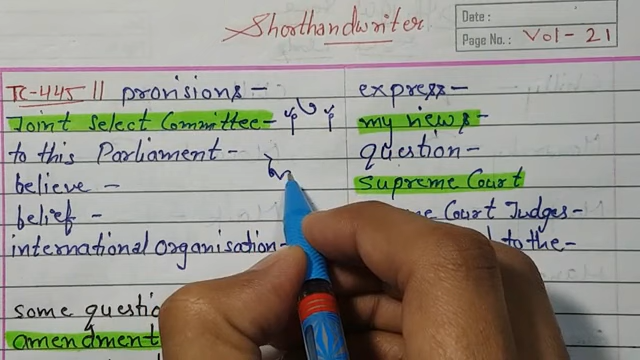 Shorthandwriter
Date :
Page No. : Vol - 21
TC-445 || provisions -
Joint Select Committee -
to this Parliament -
believe -
belief -
international organisation -
some questio
amendment
express -
my views -
question -
Supreme Court
Court Judges -
to the -